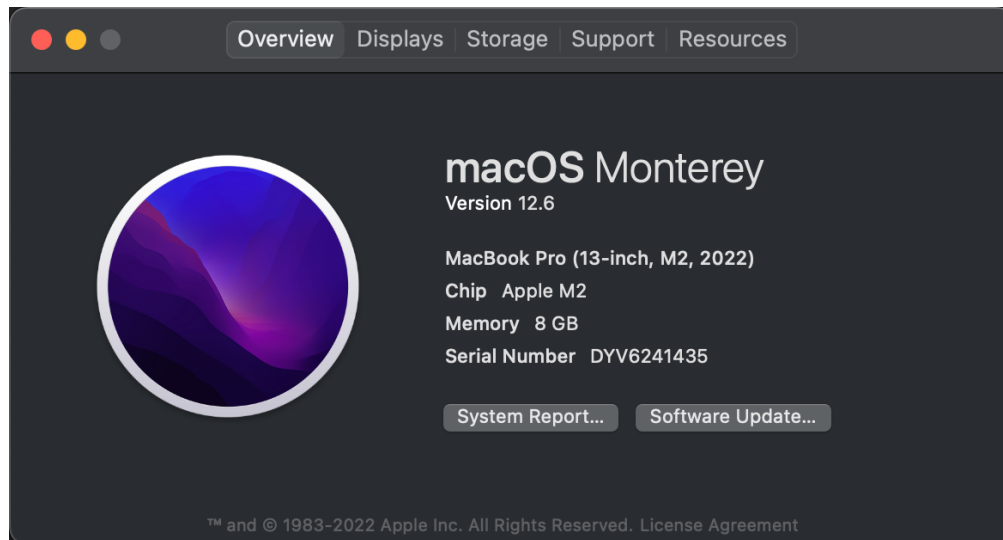 Overview Displays Storage Support Resources
macOS Monterey
Version 12.6
MacBook Pro (13-inch, M2, 2022)
Chip Apple M2
Memory 8 GB
Serial Number DYV6241435
System Report... Software Update...
™ and © 1983-2022 Apple Inc. All Rights Reserved. License Agreement